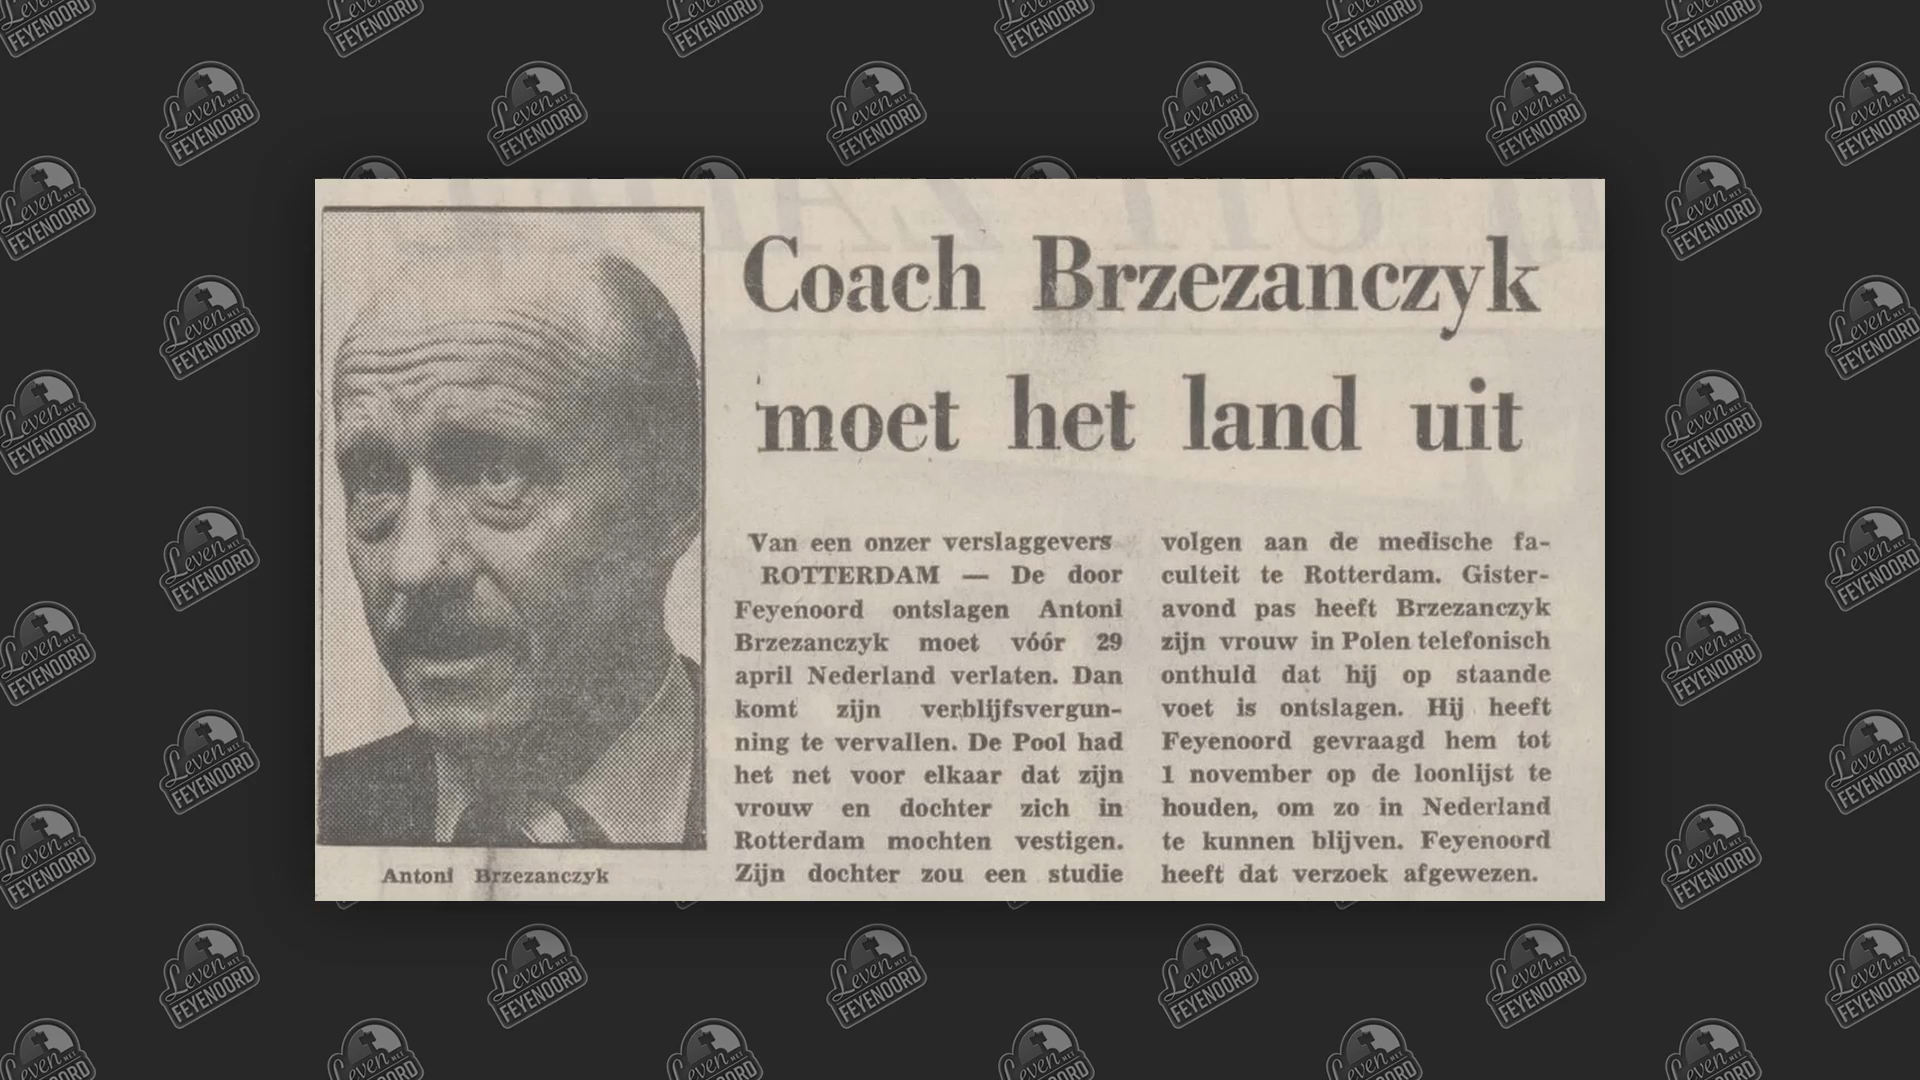 Coach Brzezanczyk
moet het land uit
Van een onzer verslaggevers
ROTTERDAM — De door
Feyenoord ontslagen Antoni
Brzezanczyk moet vóór 29
april Nederland verlaten. Dan
komt zijn verblijfsvergun-
ning te vervallen. De Pool had
het net voor elkaar dat zijn
vrouw en dochter zich in
Rotterdam mochten vestigen.
Zijn dochter zou een studie
volgen aan de medische fa-
culteit te Rotterdam. Gister-
avond pas heeft Brzezanczyk
zijn vrouw in Polen telefonisch
onthuld dat hij op staande
voet is ontslagen. Hij heeft
Feyenoord gevraagd hem tot
1 november op de loonlijst te
houden, om zo in Nederland
te kunnen blijven. Feyenoord
heeft dat verzoek afgewezen.
Antoni Brzezanczyk
Leven MET
FEYENOORD